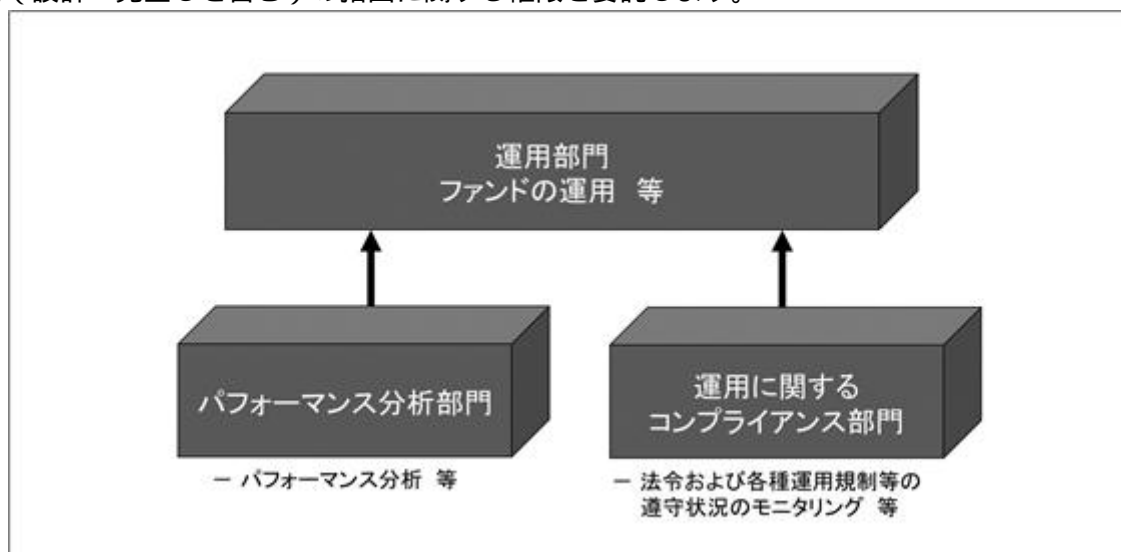 運用部門
ファンドの運用 等
パフォーマンス分析部門
− パフォーマンス分析 等
運用に関する
コンプライアンス部門
− 法令および各種運用規制等の
遵守状況のモニタリング 等